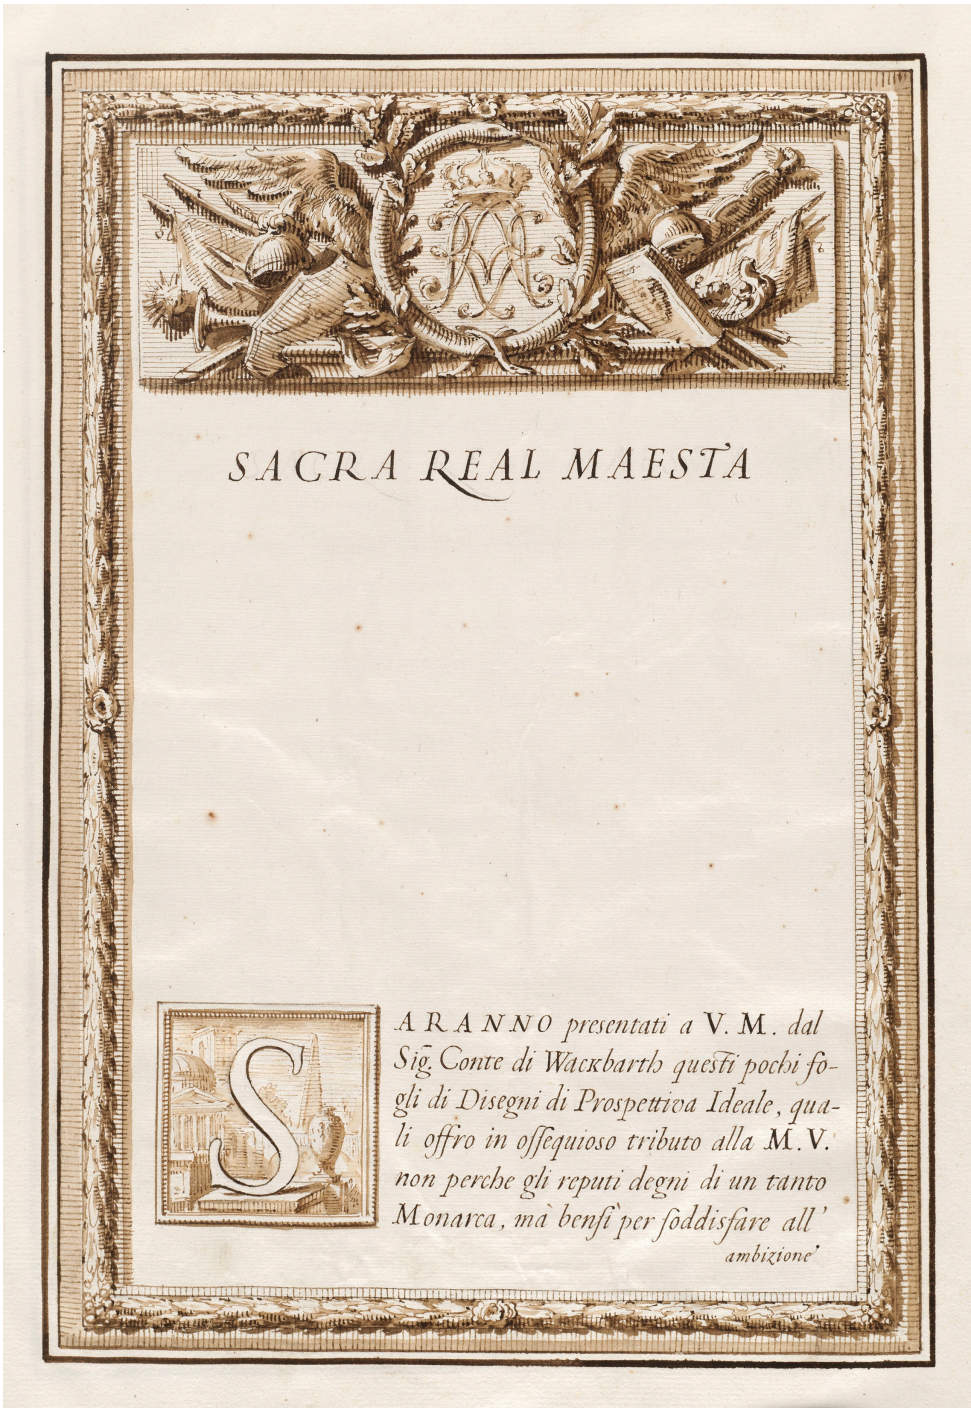 SACRA REAL MAESTÀ
SARANNO presentati a V. M. dal
Sig̅. Conte di Wackbarth questi pochi fo-
gli di Disegni di Prospettiva Ideale, qua-
li offro in oſſequioso tributo alla M. V.
non perche gli reputi degni di un tanto
Monarca, mà benſì per ſoddisfare all'
ambizione